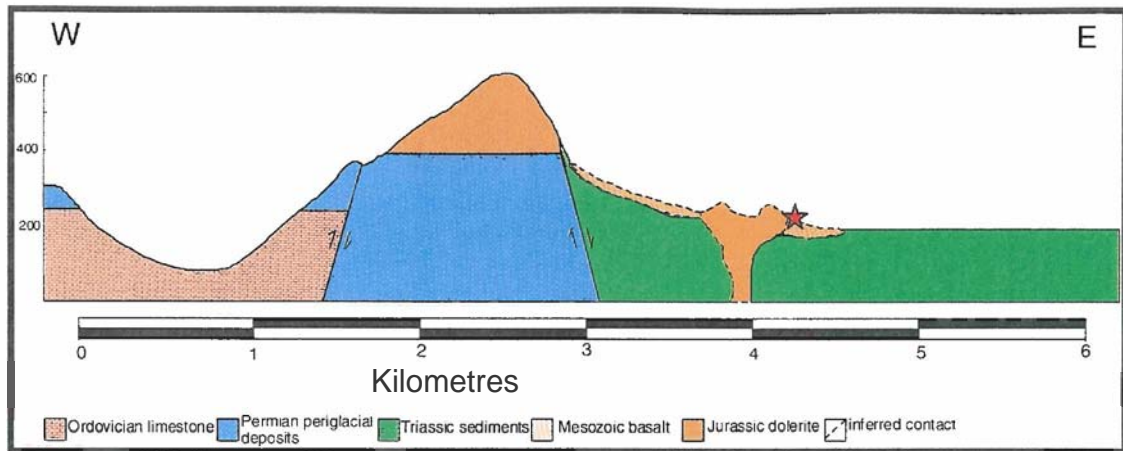 W E
600
400
200
0 1 2 3 4 5 6
Kilometres
Ordovician limestone Permian periglacial deposits Triassic sediments Mesozoic basalt Jurassic dolerite inferred contact